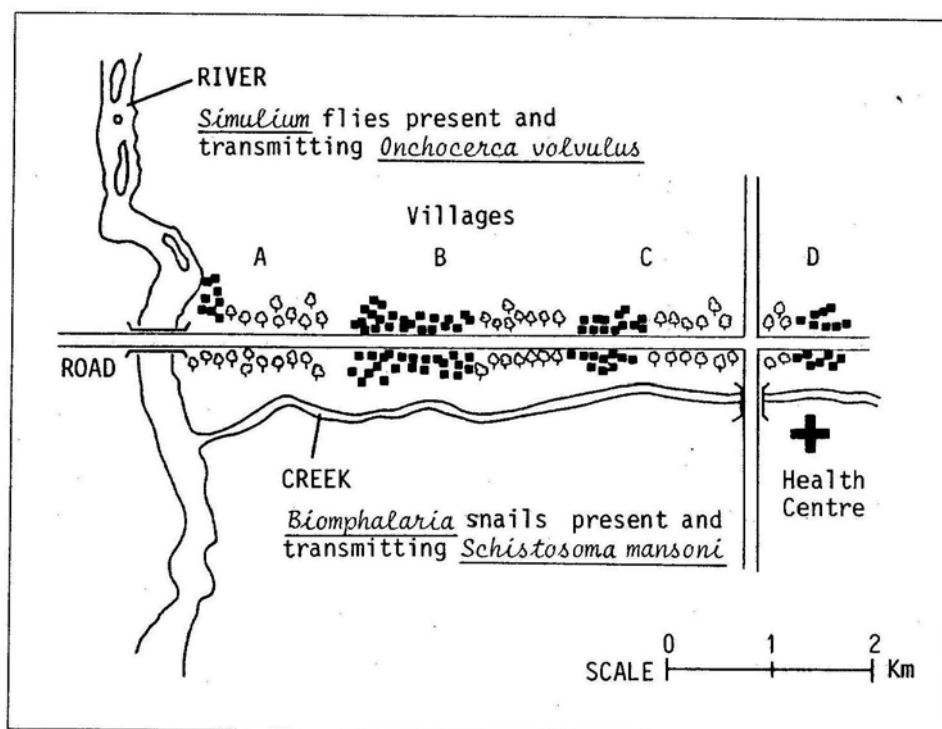 RIVER
Simulium flies present and
transmitting Onchocerca volvulus
Villages
A B C D
ROAD
CREEK
Biomphalaria snails present and
transmitting Schistosoma mansoni
Health
Centre
0 1 2
SCALE Km